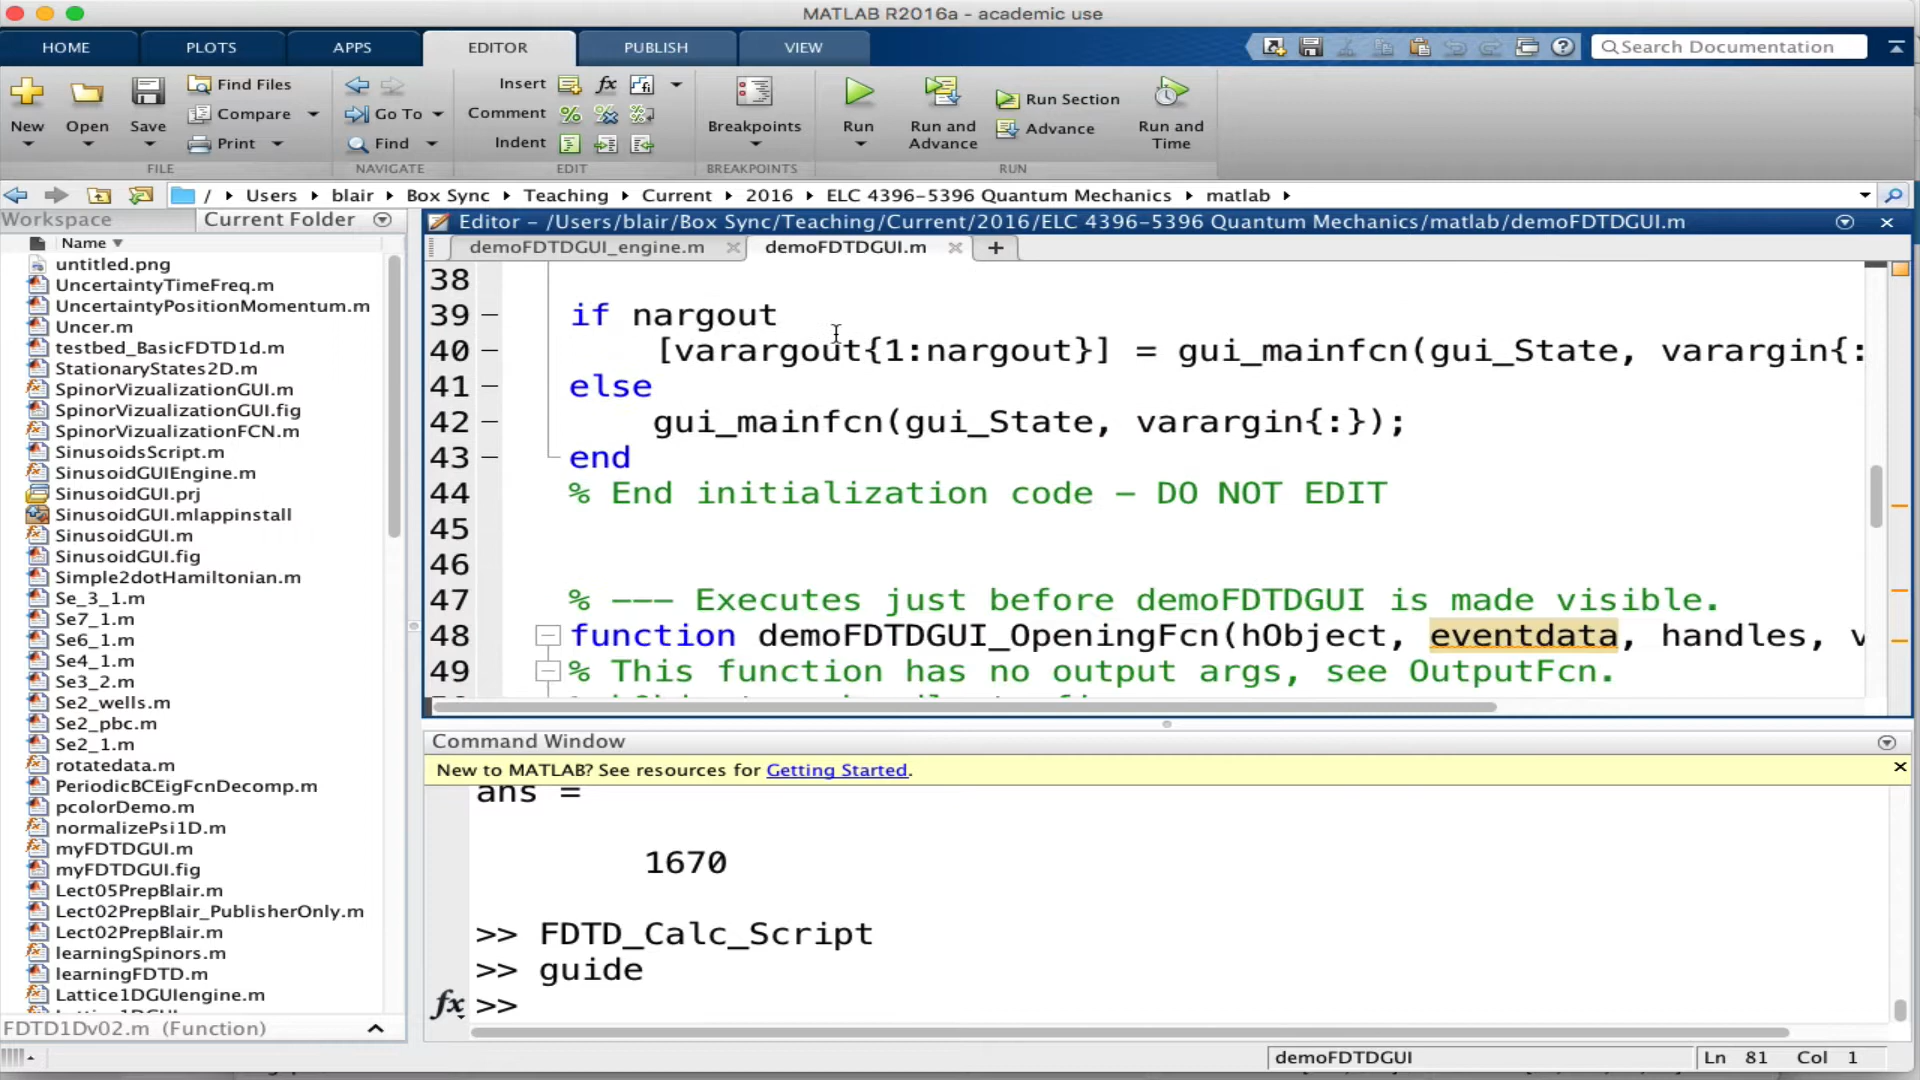 MATLAB R2016a - academic use
HOME
PLOTS
APPS
EDITOR
PUBLISH
VIEW
Search Documentation
New
Open
Save
Find Files
Compare
Print
FILE
Go To
Find
NAVIGATE
Insert
Comment
Indent
EDIT
Breakpoints
BREAKPOINTS
Run
Run and Advance
Run Section
Advance
Run and Time
RUN
/ Users blair Box Sync Teaching Current 2016 ELC 4396-5396 Quantum Mechanics matlab
Workspace
Current Folder
Name
untitled.png
UncertaintyTimeFreq.m
UncertaintyPositionMomentum.m
Uncer.m
testbed_BasicFDTD1d.m
StationaryStates2D.m
SpinorVizualizationGUI.m
SpinorVizualizationGUI.fig
SpinorVizualizationFCN.m
SinusoidsScript.m
SinusoidGUIEngine.m
SinusoidGUI.prj
SinusoidGUI.mlappinstall
SinusoidGUI.m
SinusoidGUI.fig
Simple2dotHamiltonian.m
Se_3_1.m
Se7_1.m
Se6_1.m
Se4_1.m
Se3_2.m
Se2_wells.m
Se2_pbc.m
Se2_1.m
rotatedata.m
PeriodicBCEigFcnDecomp.m
pcolorDemo.m
normalizePsi1D.m
myFDTDGUI.m
myFDTDGUI.fig
Lect05PrepBlair.m
Lect02PrepBlair_PublisherOnly.m
Lect02PrepBlair.m
learningSpinors.m
learningFDTD.m
Lattice1DGUIengine.m
FDTD1Dv02.m (Function)
Editor - /Users/blair/Box Sync/Teaching/Current/2016/ELC 4396-5396 Quantum Mechanics/matlab/demoFDTDGUI.m
demoFDTDGUI_engine.m
demoFDTDGUI.m
38
39 if nargout
40 [varargout{1:nargout}] = gui_mainfcn(gui_State, varargin{:
41 else
42 gui_mainfcn(gui_State, varargin{:});
43 end
44 % End initialization code - DO NOT EDIT
45
46
47 % --- Executes just before demoFDTDGUI is made visible.
48 function demoFDTDGUI_OpeningFcn(hObject, eventdata, handles, v
49 % This function has no output args, see OutputFcn.
Command Window
New to MATLAB? See resources for Getting Started.
ans =
1670
>> FDTD_Calc_Script
>> guide
fx >>
demoFDTDGUI
Ln 81 Col 1